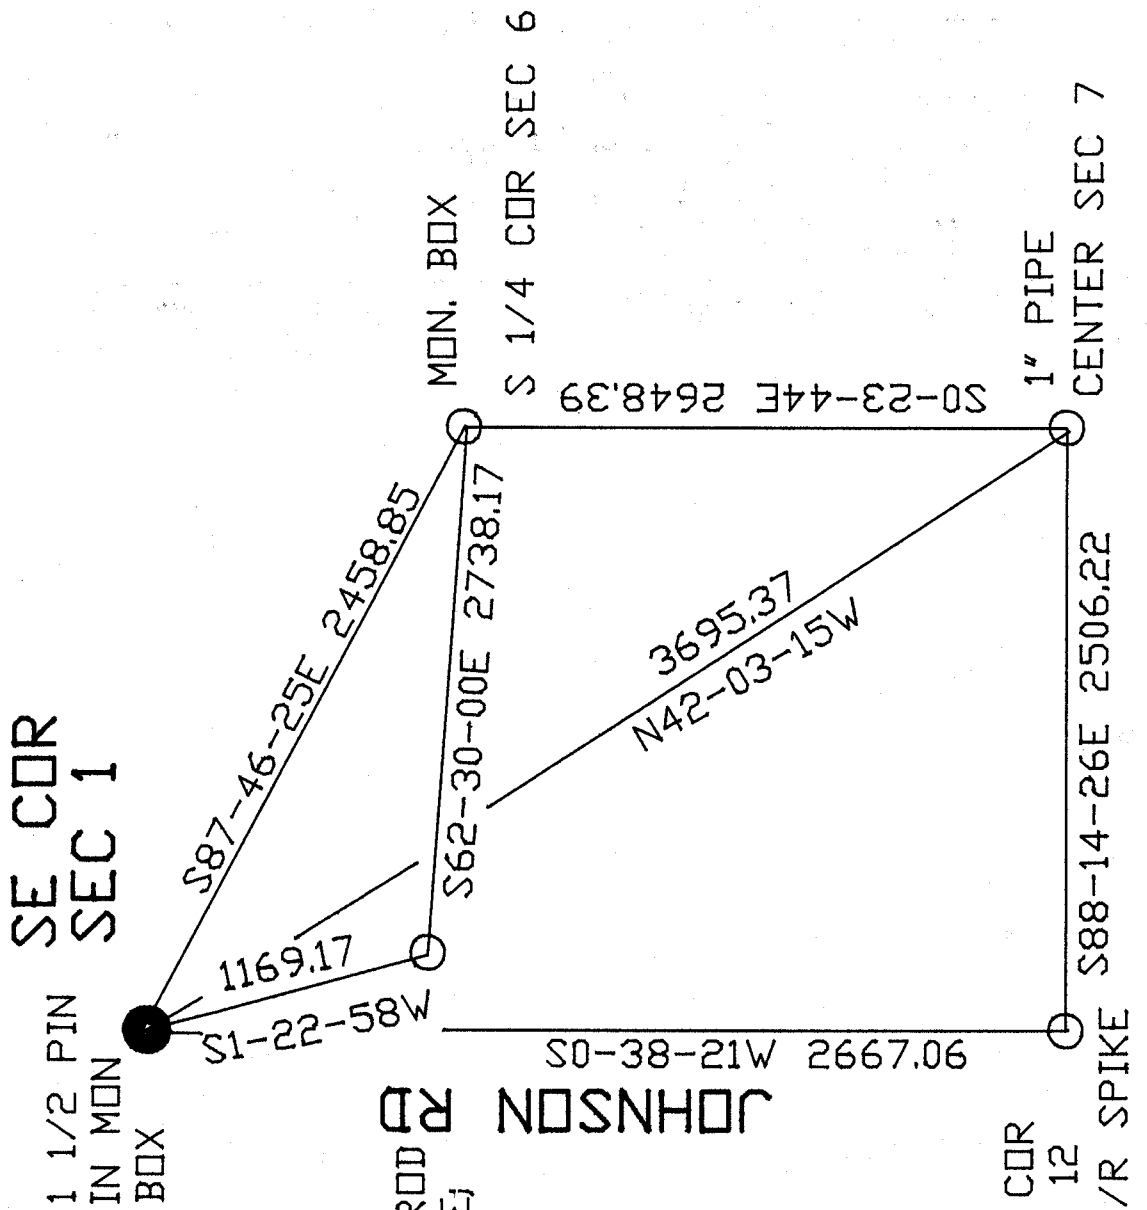 SE COR
SEC 1
1 1/2 PIN
IN MON
BOX
MON. BOX
S 1/4 COR SEC 6
S87-46-25E 2458.85
1169.17
S1-22-58W
S62-30-00E 2738.17
S0-23-44E 2648.39
3695.37
N42-03-15W
S0-38-21W 2667.06
JOHNSON RD
ROD
1" PIPE
CENTER SEC 7
S88-14-26E 2506.22
COR
12
/R SPIKE